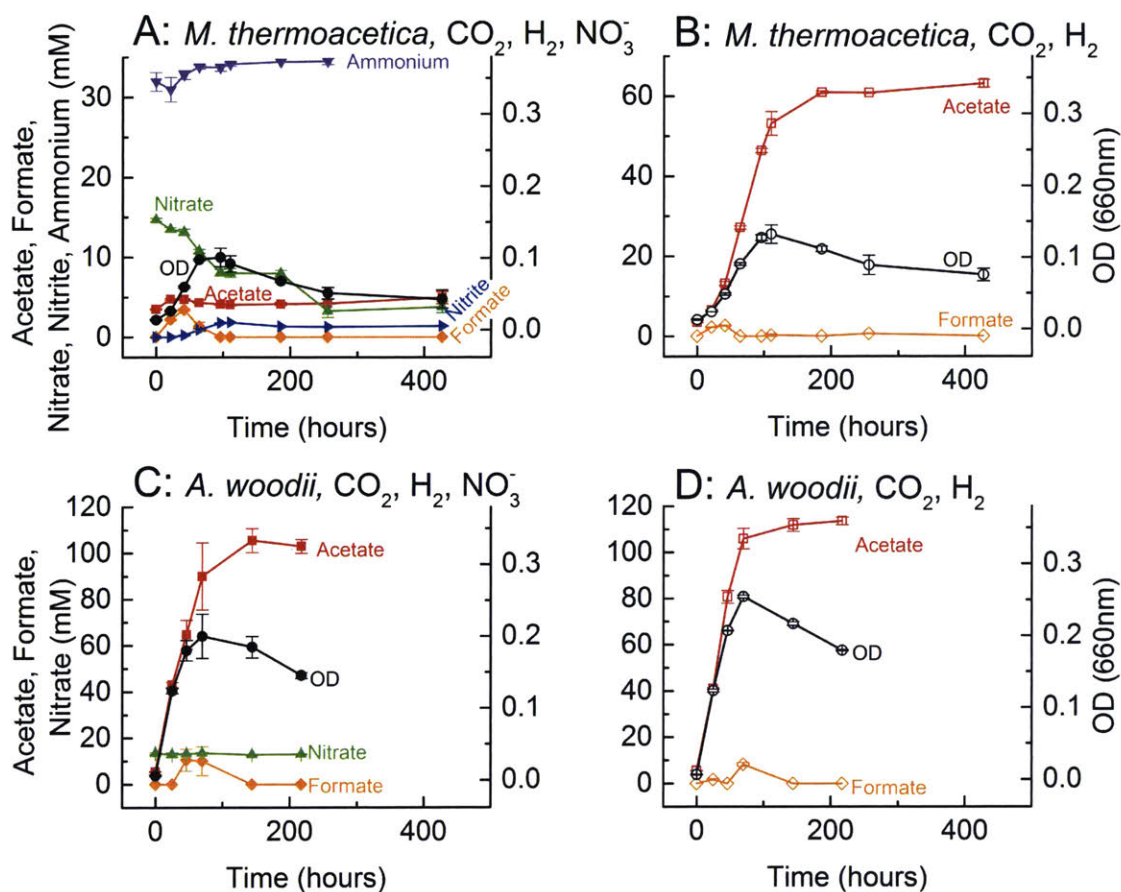 A: M. thermoacetica, CO2, H2, NO3-
Acetate, Formate,
Nitrate, Nitrite, Ammonium (mM)
30
20
10
0
Ammonium
Nitrate
OD
Acetate
Nitrite
Formate
0.3
0.2
0.1
0.0
0 200 400
Time (hours)
B: M. thermoacetica, CO2, H2
60
40
20
0
Acetate
OD
Formate
0.3
0.2
0.1
0.0
OD (660nm)
0 200 400
Time (hours)
C: A. woodii, CO2, H2, NO3-
Acetate, Formate,
Nitrate (mM)
120
100
80
60
40
20
0
Acetate
OD
Nitrate
Formate
0.3
0.2
0.1
0.0
0 200 400
Time (hours)
D: A. woodii, CO2, H2
120
100
80
60
40
20
0
Acetate
OD
Formate
0.3
0.2
0.1
0.0
OD (660nm)
0 200 400
Time (hours)